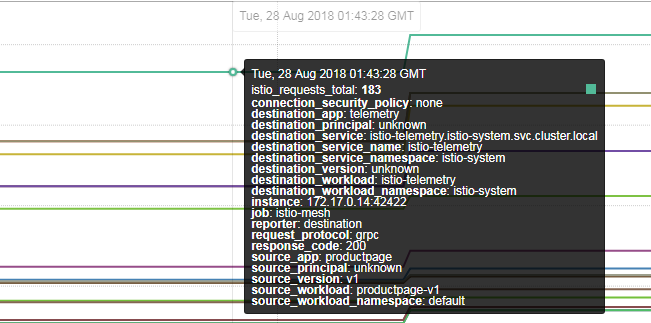 Tue, 28 Aug 2018 01:43:28 GMT
Tue, 28 Aug 2018 01:43:28 GMT
istio_requests_total: 183
connection_security_policy: none
destination_app: telemetry
destination_principal: unknown
destination_service: istio-telemetry.istio-system.svc.cluster.local
destination_service_name: istio-telemetry
destination_service_namespace: istio-system
destination_version: unknown
destination_workload: istio-telemetry
destination_workload_namespace: istio-system
instance: 172.17.0.14:42422
job: istio-mesh
reporter: destination
request_protocol: grpc
response_code: 200
source_app: productpage
source_principal: unknown
source_version: v1
source_workload: productpage-v1
source_workload_namespace: default